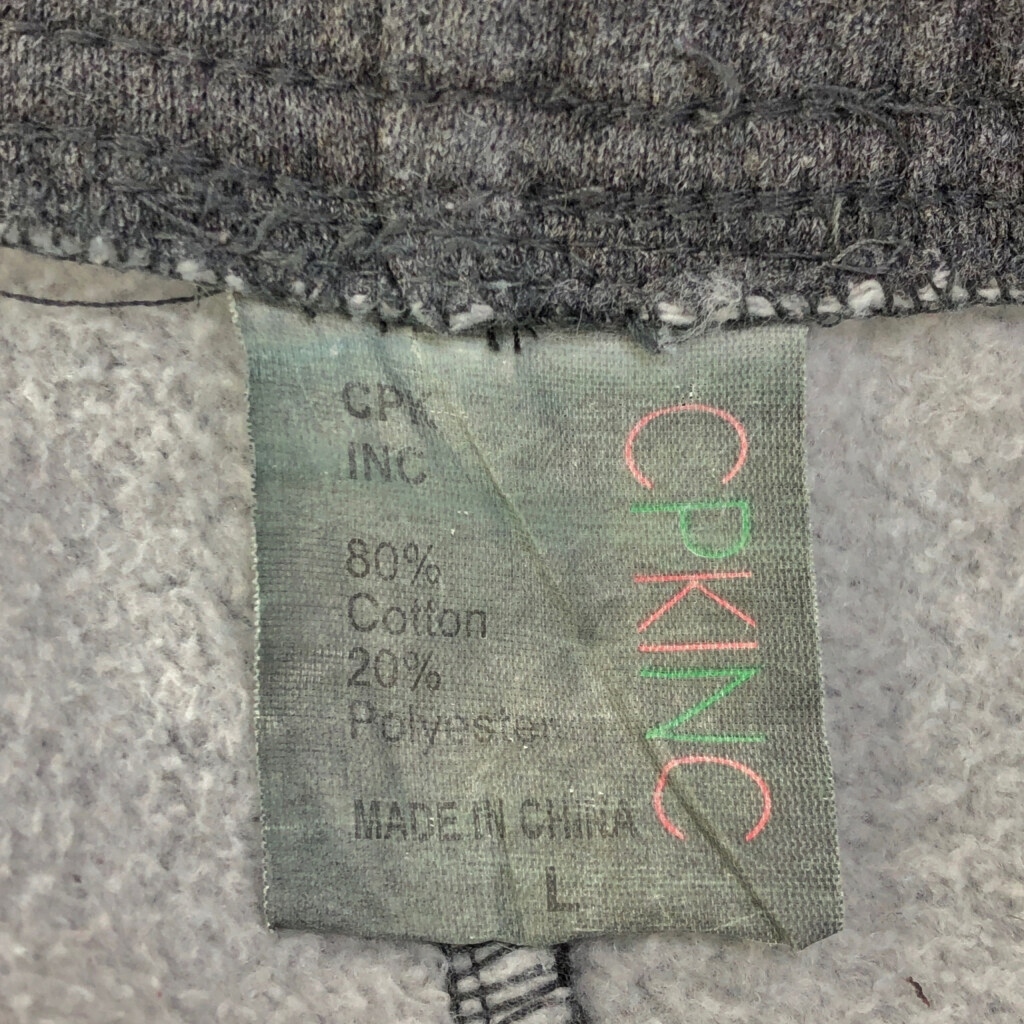 CPK
INC
80%
Cotton
20%
Polyester
MADE IN CHINA
L
CPKINC